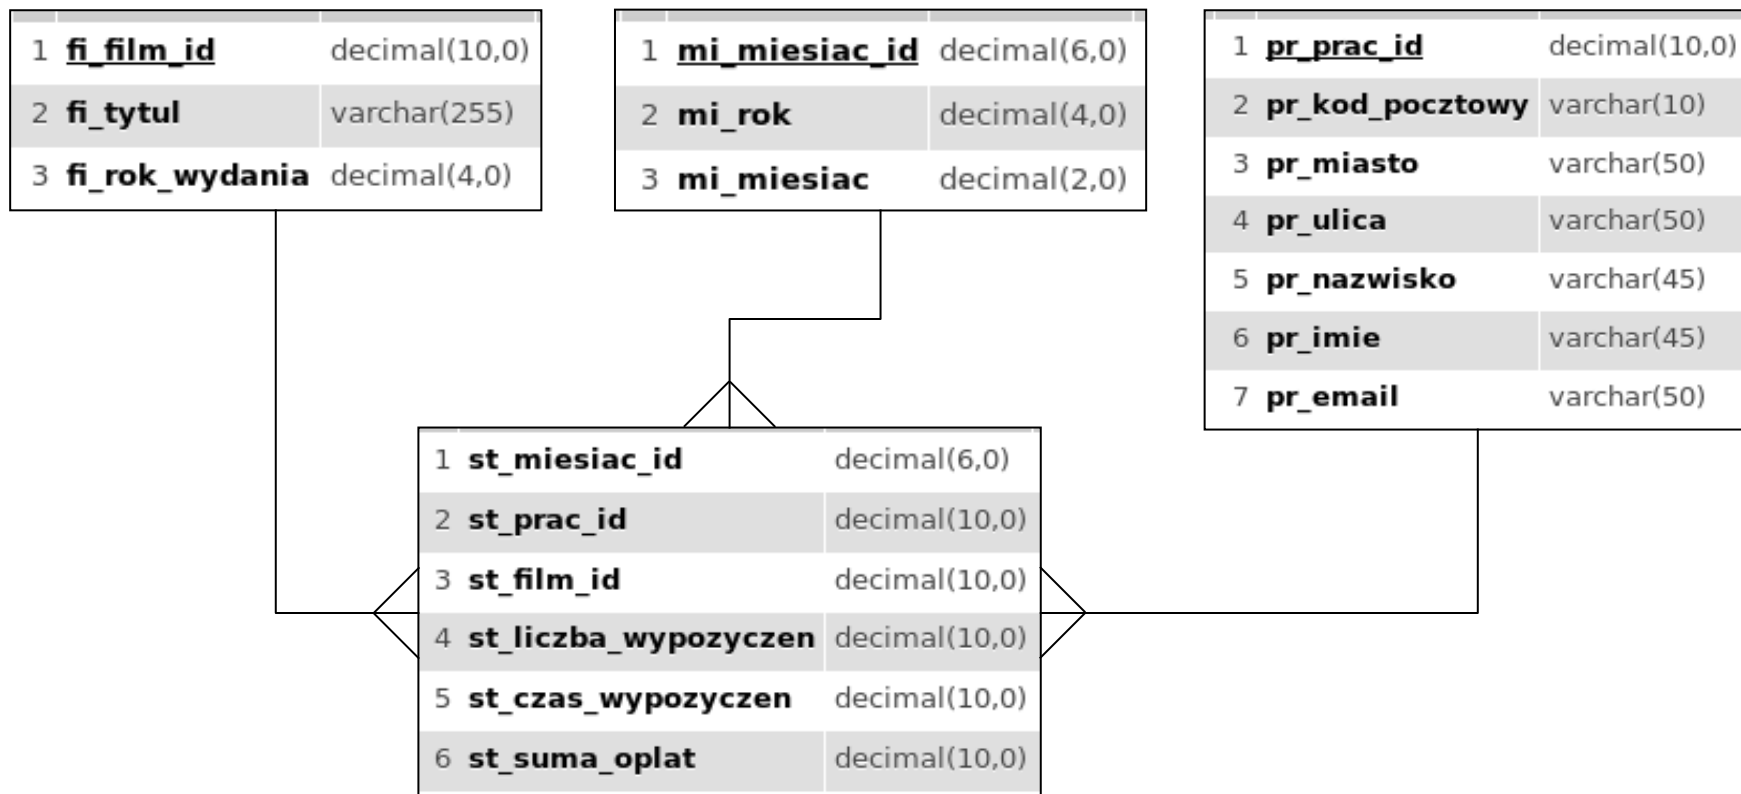 1 fi_film_id decimal(10,0)
2 fi_tytul varchar(255)
3 fi_rok_wydania decimal(4,0)
1 mi_miesiac_id decimal(6,0)
2 mi_rok decimal(4,0)
3 mi_miesiac decimal(2,0)
1 pr_prac_id decimal(10,0)
2 pr_kod_pocztowy varchar(10)
3 pr_miasto varchar(50)
4 pr_ulica varchar(50)
5 pr_nazwisko varchar(45)
6 pr_imie varchar(45)
7 pr_email varchar(50)
1 st_miesiac_id decimal(6,0)
2 st_prac_id decimal(10,0)
3 st_film_id decimal(10,0)
4 st_liczba_wypozyczen decimal(10,0)
5 st_czas_wypozyczen decimal(10,0)
6 st_suma_oplat decimal(10,0)